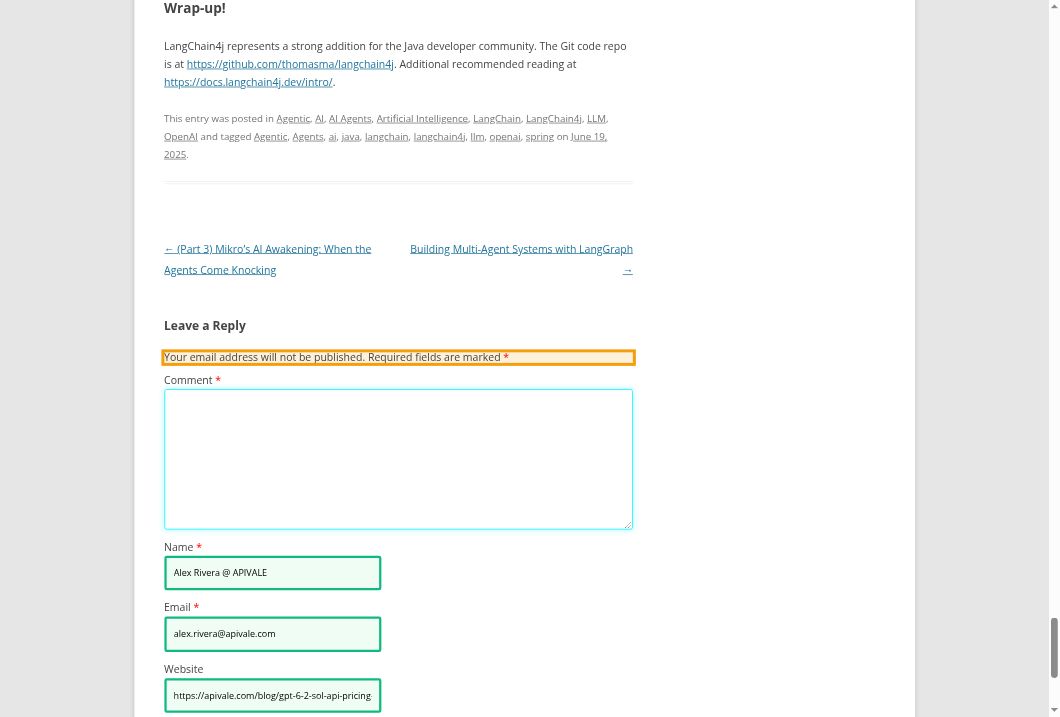 Wrap-up!
LangChain4j represents a strong addition for the Java developer community. The Git code repo
is at https://github.com/thomasma/langchain4j. Additional recommended reading at
https://docs.langchain4j.dev/intro/.
This entry was posted in Agentic, AI, AI Agents, Artificial Intelligence, LangChain, LangChain4j, LLM,
OpenAI and tagged Agentic, Agents, ai, java, langchain, langchain4j, llm, openai, spring on June 19,
2025.
← (Part 3) Mikro's AI Awakening: When the
Agents Come Knocking
Building Multi-Agent Systems with LangGraph
→
Leave a Reply
Your email address will not be published. Required fields are marked *
Comment *
Name *
Alex Rivera @ APIVALE
Email *
alex.rivera@apivale.com
Website
https://apivale.com/blog/gpt-6-2-sol-api-pricing